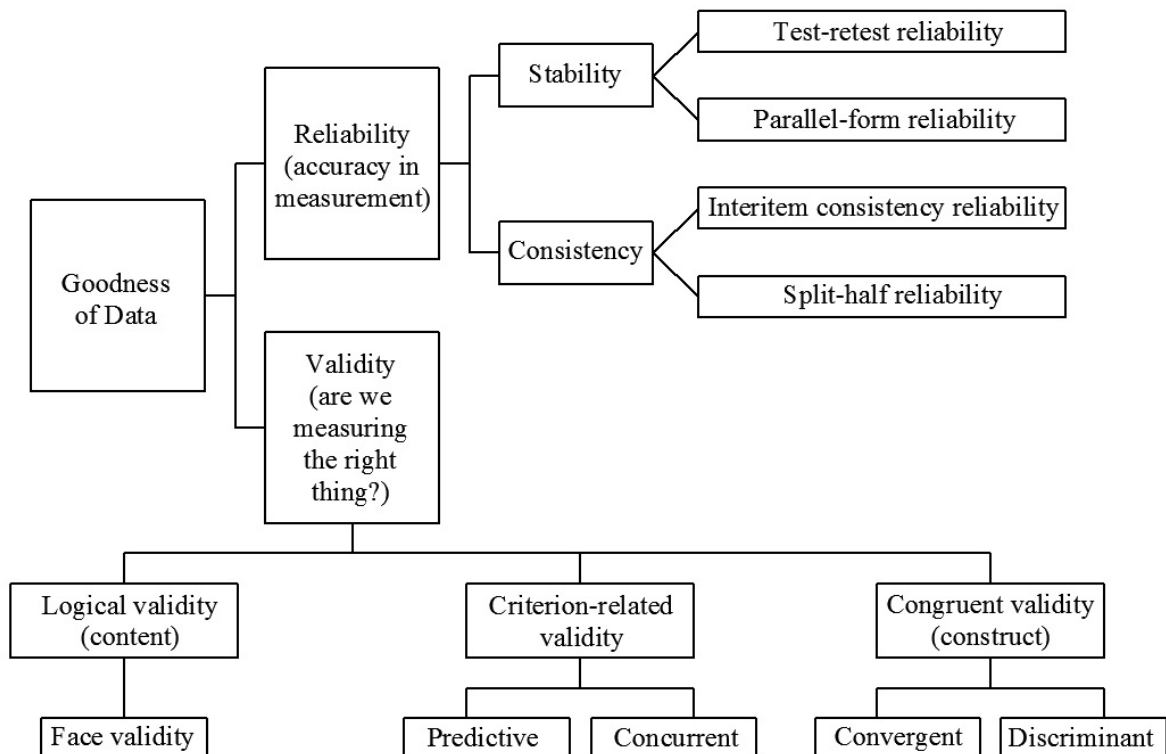 Test-retest reliability
Stability
Parallel-form reliability
Reliability
(accuracy in
measurement)
Interitem consistency reliability
Consistency
Split-half reliability
Goodness
of Data
Validity
(are we
measuring
the right
thing?)
Logical validity
(content)
Criterion-related
validity
Congruent validity
(construct)
Face validity
Predictive
Concurrent
Convergent
Discriminant